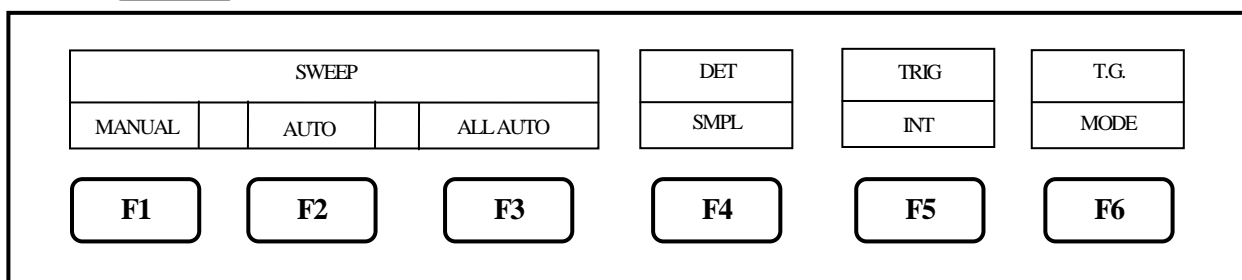 SWEEP DET TRIG T.G.
MANUAL AUTO ALL AUTO SMPL INT MODE
F1 F2 F3 F4 F5 F6